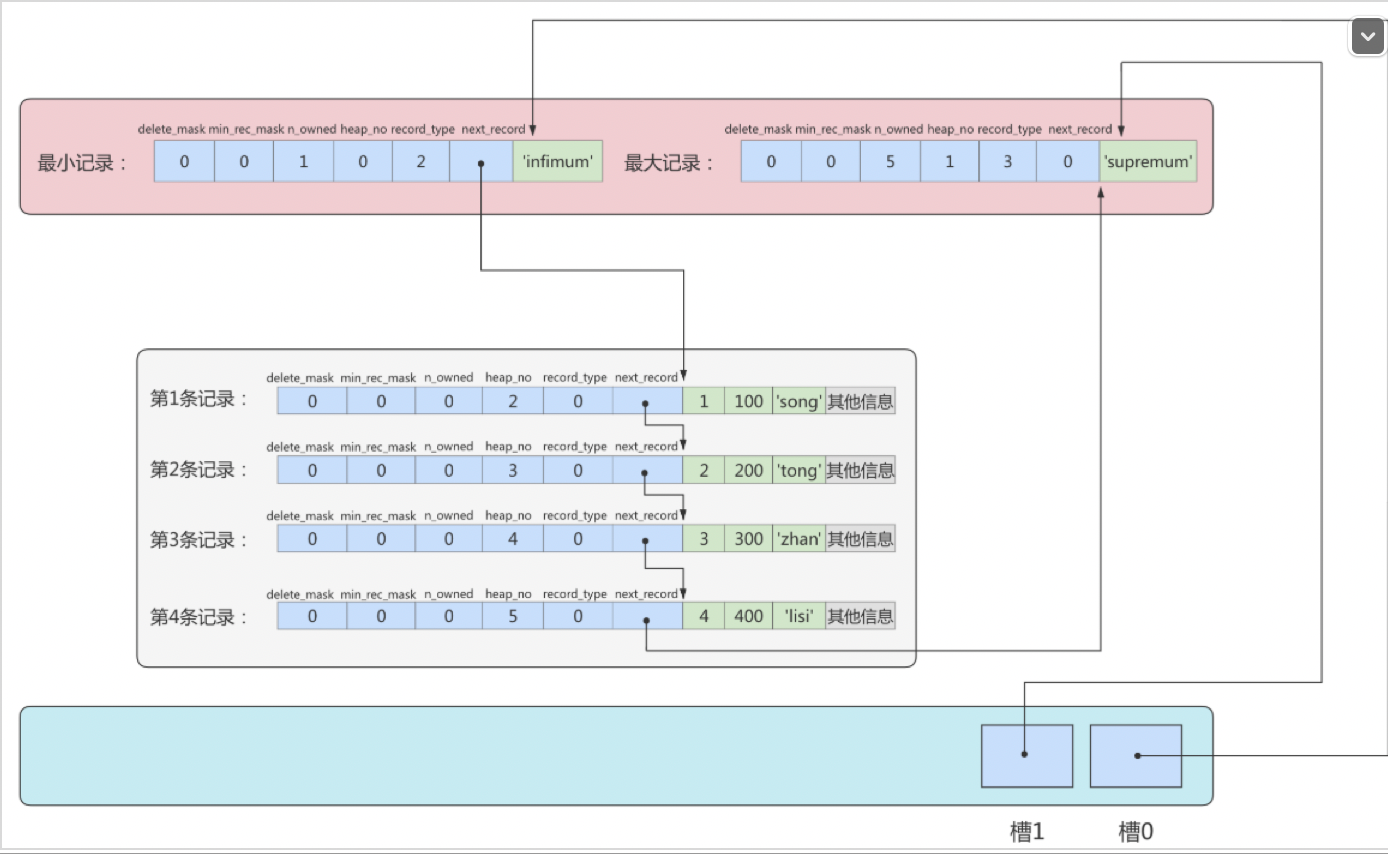 delete_mask min_rec_mask n_owned heap_no record_type next_record
最小记录： 0 0 1 0 2 'infimum'
delete_mask min_rec_mask n_owned heap_no record_type next_record
最大记录： 0 0 5 1 3 0 'supremum'
delete_mask min_rec_mask n_owned heap_no record_type next_record
第1条记录： 0 0 0 2 0 1 100 'song' 其他信息
delete_mask min_rec_mask n_owned heap_no record_type next_record
第2条记录： 0 0 0 3 0 2 200 'tong' 其他信息
delete_mask min_rec_mask n_owned heap_no record_type next_record
第3条记录： 0 0 0 4 0 3 300 'zhan' 其他信息
delete_mask min_rec_mask n_owned heap_no record_type next_record
第4条记录： 0 0 0 5 0 4 400 'lisi' 其他信息
槽1 槽0